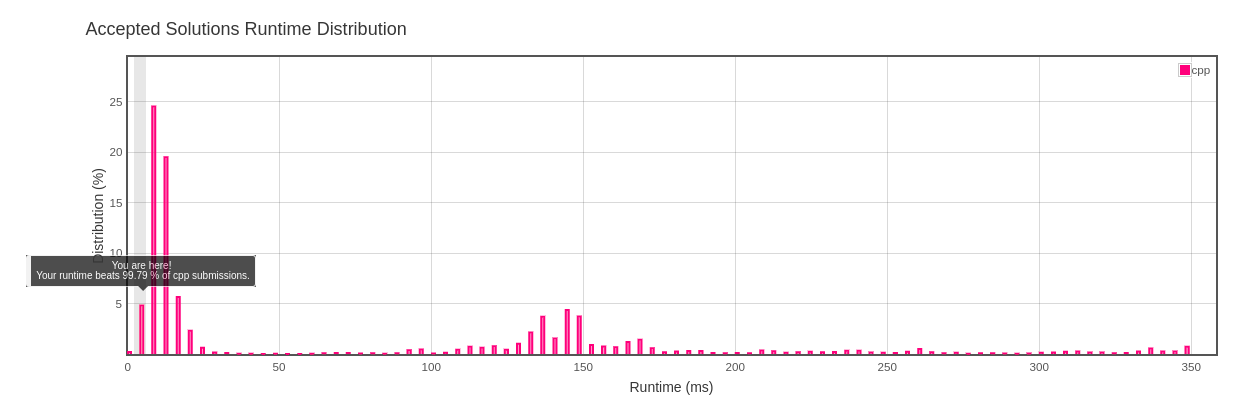 Accepted Solutions Runtime Distribution
cpp
25
20
15
10
5
Distribution (%)
You are here!
Your runtime beats 99.79 % of cpp submissions.
0 50 100 150 200 250 300 350
Runtime (ms)